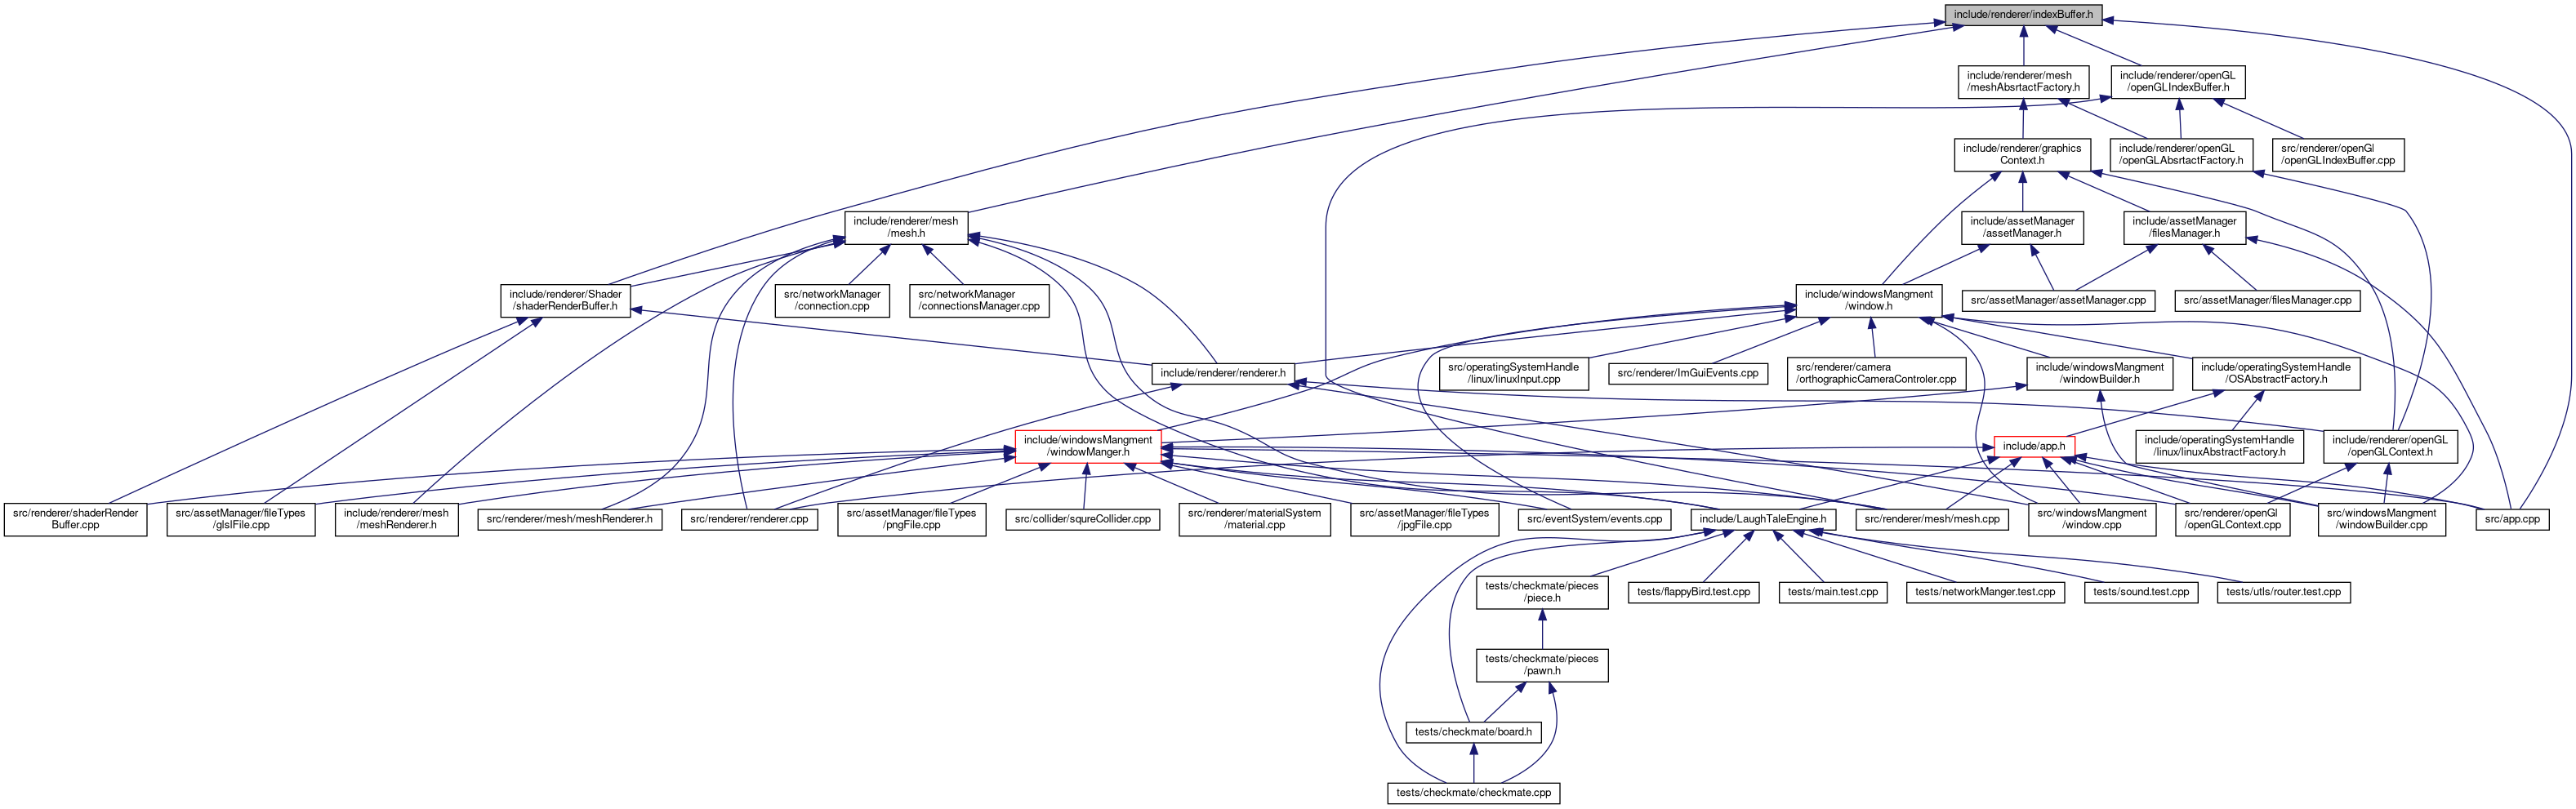 include/renderer/indexBuffer.h
include/renderer/mesh
/meshAbsrtactFactory.h
include/renderer/openGL
/openGLIndexBuffer.h
include/renderer/graphics
Context.h
include/renderer/openGL
/openGLAbsrtactFactory.h
src/renderer/openGl
/openGLIndexBuffer.cpp
include/renderer/mesh
/mesh.h
include/assetManager
/assetManager.h
include/assetManager
/filesManager.h
include/renderer/Shader
/shaderRenderBuffer.h
src/networkManager
/connection.cpp
src/networkManager
/connectionsManager.cpp
include/windowsMangment
/window.h
src/assetManager/assetManager.cpp
src/assetManager/filesManager.cpp
include/renderer/renderer.h
src/operatingSystemHandle
/linux/linuxInput.cpp
src/renderer/ImGuiEvents.cpp
src/renderer/camera
/orthographicCameraControler.cpp
include/windowsMangment
/windowBuilder.h
include/operatingSystemHandle
/OSAbstractFactory.h
include/windowsMangment
/windowManger.h
include/app.h
include/operatingSystemHandle
/linux/linuxAbstractFactory.h
include/renderer/openGL
/openGLContext.h
src/renderer/shaderRender
Buffer.cpp
src/assetManager/fileTypes
/glslFile.cpp
include/renderer/mesh
/meshRenderer.h
src/renderer/mesh/meshRenderer.h
src/renderer/renderer.cpp
src/assetManager/fileTypes
/pngFile.cpp
src/collider/squreCollider.cpp
src/renderer/materialSystem
/material.cpp
src/assetManager/fileTypes
/jpgFile.cpp
src/eventSystem/events.cpp
include/LaughTaleEngine.h
src/renderer/mesh/mesh.cpp
src/windowsMangment
/window.cpp
src/renderer/openGl
/openGLContext.cpp
src/windowsMangment
/windowBuilder.cpp
src/app.cpp
tests/checkmate/pieces
/piece.h
tests/flappyBird.test.cpp
tests/main.test.cpp
tests/networkManger.test.cpp
tests/sound.test.cpp
tests/utls/router.test.cpp
tests/checkmate/pieces
/pawn.h
tests/checkmate/board.h
tests/checkmate/checkmate.cpp